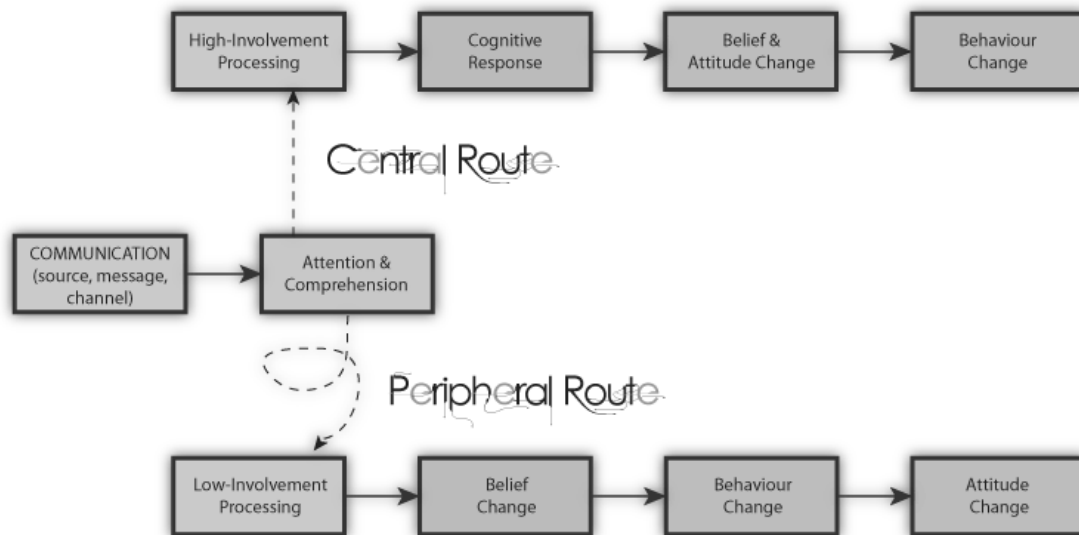 High-Involvement
Processing
Cognitive
Response
Belief &
Attitude Change
Behaviour
Change
Central Route
COMMUNICATION
(source, message,
channel)
Attention &
Comprehension
Peripheral Route
Low-Involvement
Processing
Belief
Change
Behaviour
Change
Attitude
Change